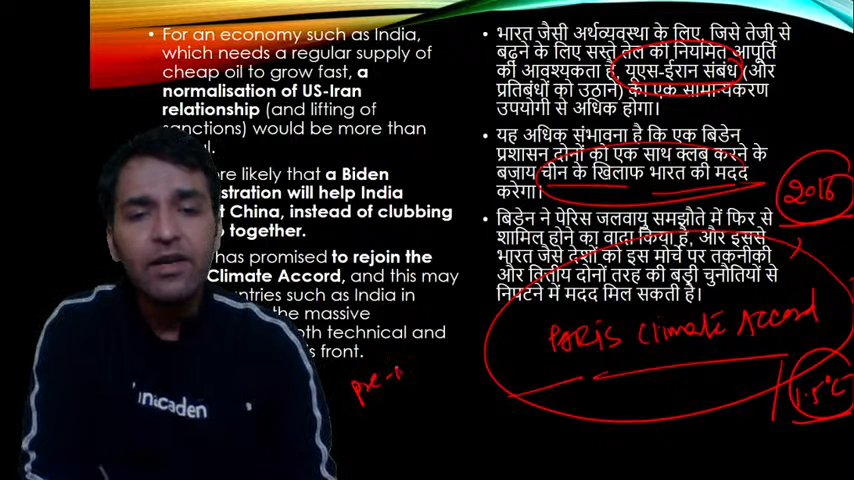 For an economy such as India,
which needs a regular supply of
cheap oil to grow fast, a
normalisation of US-Iran
relationship (and lifting of
sanctions) would be more than
l.
re likely that a Biden
stration will help India
t China, instead of clubbing
together.
has promised to rejoin the
Climate Accord, and this may
ntries such as India in
the massive
oth technical and
s front.
भारत जैसी अर्थव्यवस्था के लिए, जिसे तेजी से
बढ़ने के लिए सस्ते तेल की नियमित आपूर्ति
की आवश्यकता है, यूएस-ईरान संबंध (और
प्रतिबंधों को उठाने) का एक सामान्यकरण
उपयोगी से अधिक होगा।
यह अधिक संभावना है कि एक बिडेन
प्रशासन दोनों को एक साथ क्लब करने के
बजाय चीन के खिलाफ भारत की मदद
करेगा।
बिडेन ने पेरिस जलवायु समझौते में फिर से
शामिल होने का वादा किया है, और इससे
भारत जैसे देशों को इस मोर्चे पर तकनीकी
और वित्तीय दोनों तरह की बड़ी चुनौतियों से
निपटने में मदद मिल सकती है।
2016
PARIS Climate Accord
1.5°C
pre-